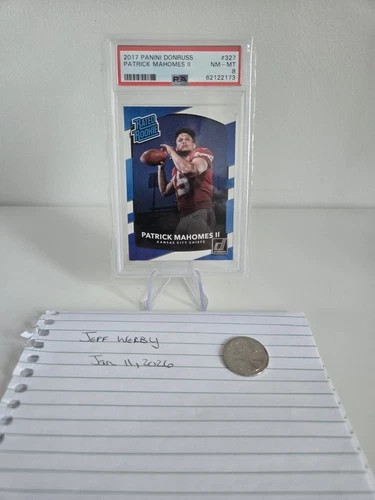 2017 PANINI DONRUSS #327
PATRICK MAHOMES II NM-MT
8
PSA 62122173
RATED
ROOKIE
PATRICK MAHOMES II
KANSAS CITY CHIEFS
JEFF WERBY
Jan 11, 2026